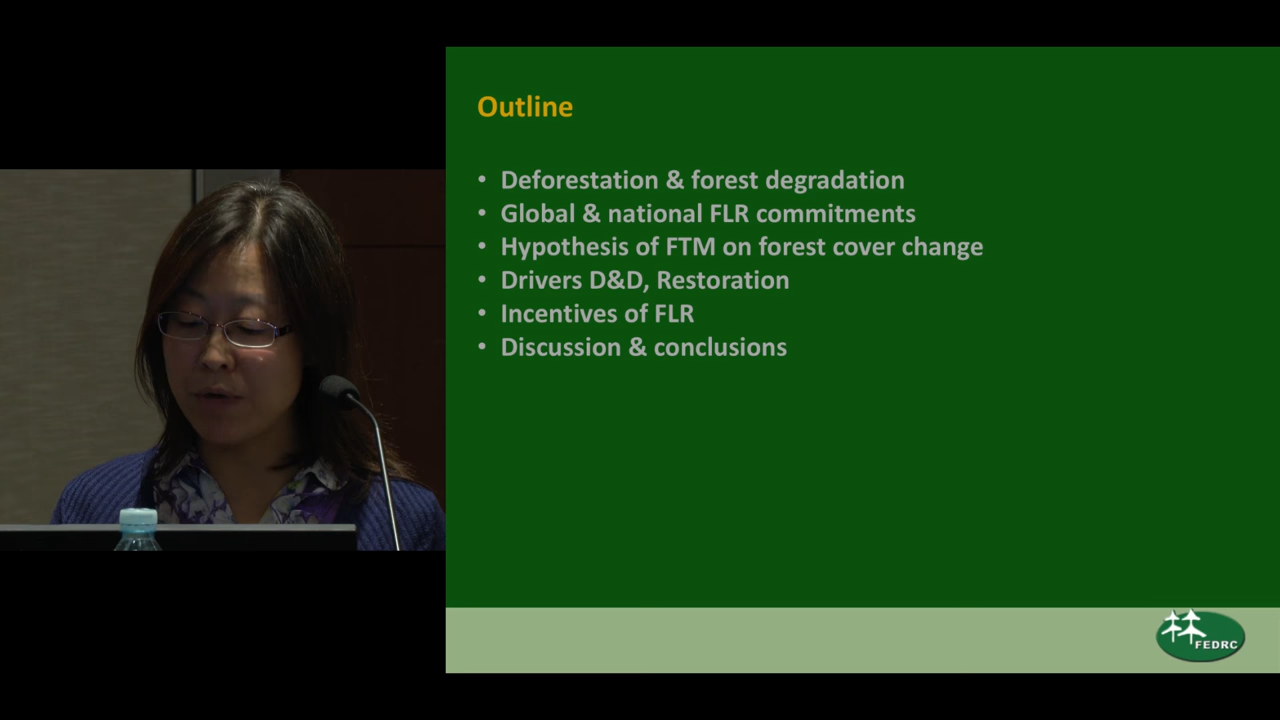 Outline
• Deforestation & forest degradation
• Global & national FLR commitments
• Hypothesis of FTM on forest cover change
• Drivers D&D, Restoration
• Incentives of FLR
• Discussion & conclusions
FEDRC